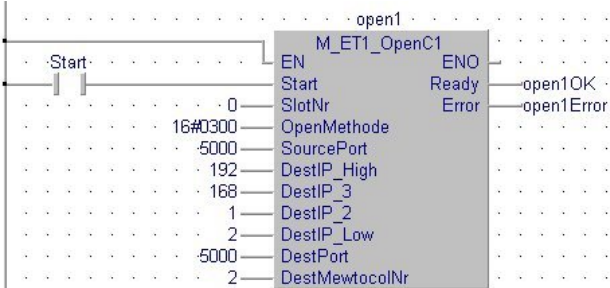 open1
M_ET1_OpenC1
EN ENO
Start
Start Ready open1OK
0 SlotNr Error open1Error
16#0300 OpenMethode
5000 SourcePort
192 DestIP_High
168 DestIP_3
1 DestIP_2
2 DestIP_Low
5000 DestPort
2 DestMewtocolNr